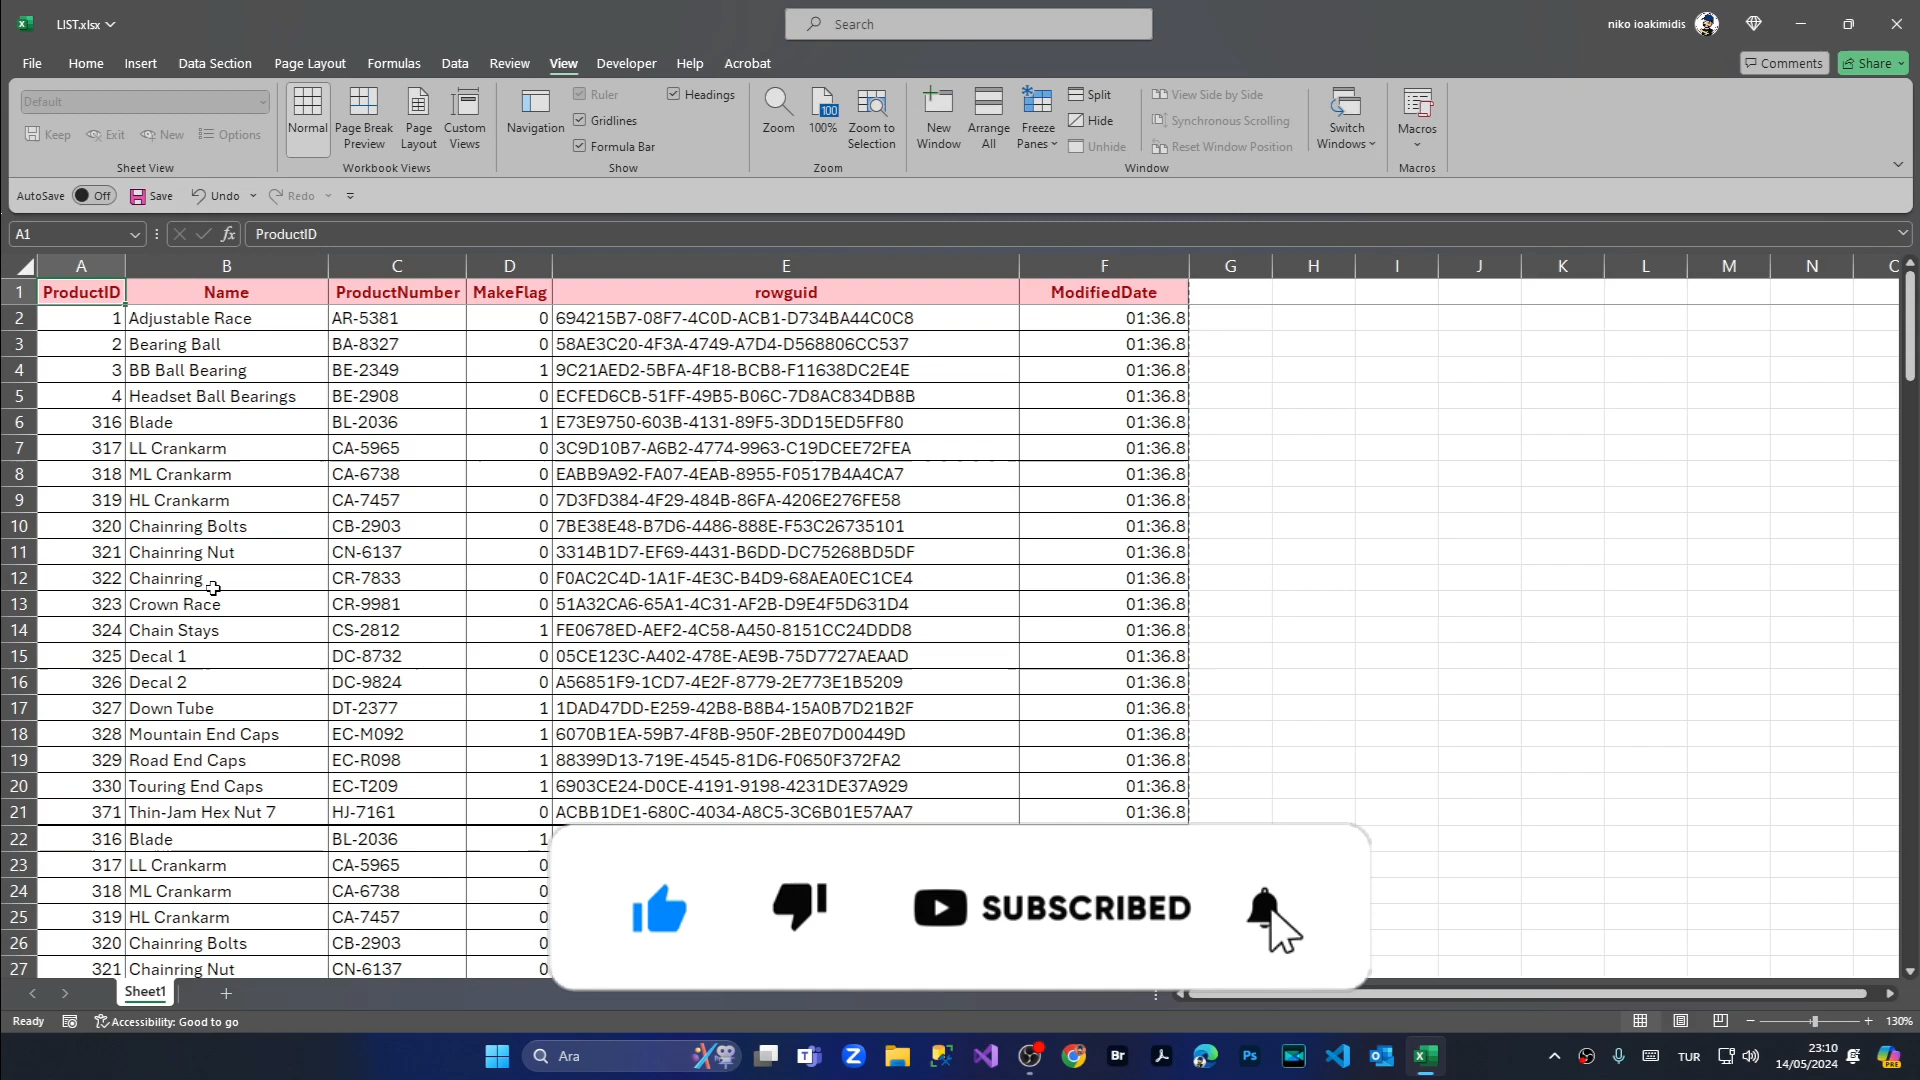 LIST.xlsx
Search
niko ioakimidis
File Home Insert Data Section Page Layout Formulas Data Review View Developer Help Acrobat
Comments Share
Default
Keep Exit New Options
Sheet View
Normal Page Break Preview Page Layout Custom Views
Workbook Views
Navigation Ruler Gridlines Formula Bar Headings
Show
Zoom 100 100% Zoom to Selection
Zoom
New Window Arrange All Freeze Panes Split Hide Unhide
View Side by Side Synchronous Scrolling Reset Window Position
Window
Switch Windows
Macros
Macros
AutoSave Off Save Undo Redo
A1 fx ProductID
A B C D E F G H I J K L M N
1 ProductID Name ProductNumber MakeFlag rowguid ModifiedDate
2 1 Adjustable Race AR-5381 0 694215B7-08F7-4C0D-ACB1-D734BA44C0C8 01:36.8
3 2 Bearing Ball BA-8327 0 58AE3C20-4F3A-4749-A7D4-D568806CC537 01:36.8
4 3 BB Ball Bearing BE-2349 1 9C21AED2-5BFA-4F18-BCB8-F11638DC2E4E 01:36.8
5 4 Headset Ball Bearings BE-2908 0 ECFED6CB-51FF-49B5-B06C-7D8AC834DB8B 01:36.8
6 316 Blade BL-2036 1 E73E9750-603B-4131-89F5-3DD15ED5FF80 01:36.8
7 317 LL Crankarm CA-5965 0 3C9D10B7-A6B2-4774-9963-C19DCEE72FEA 01:36.8
8 318 ML Crankarm CA-6738 0 EABB9A92-FA07-4EAB-8955-F0517B4A4CA7 01:36.8
9 319 HL Crankarm CA-7457 0 7D3FD384-4F29-484B-86FA-4206E276FE58 01:36.8
10 320 Chainring Bolts CB-2903 0 7BE38E48-B7D6-4486-888E-F53C26735101 01:36.8
11 321 Chainring Nut CN-6137 0 3314B1D7-EF69-4431-B6DD-DC75268BD5DF 01:36.8
12 322 Chainring CR-7833 0 F0AC2C4D-1A1F-4E3C-B4D9-68AEA0EC1CE4 01:36.8
13 323 Crown Race CR-9981 0 51A32CA6-65A1-4C31-AF2B-D9E4F5D631D4 01:36.8
14 324 Chain Stays CS-2812 1 FE0678ED-AEF2-4C58-A450-8151CC24DDD8 01:36.8
15 325 Decal 1 DC-8732 0 05CE123C-A402-478E-AE9B-75D7727AEAAD 01:36.8
16 326 Decal 2 DC-9824 0 A56851F9-1CD7-4E2F-8779-2E773E1B5209 01:36.8
17 327 Down Tube DT-2377 1 1DAD47DD-E259-42B8-B8B4-15A0B7D21B2F 01:36.8
18 328 Mountain End Caps EC-M092 1 6070B1EA-59B7-4F8B-950F-2BE07D00449D 01:36.8
19 329 Road End Caps EC-R098 1 88399D13-719E-4545-81D6-F0650F372FA2 01:36.8
20 330 Touring End Caps EC-T209 1 6903CE24-D0CE-4191-9198-4231DE37A929 01:36.8
21 371 Thin-Jam Hex Nut 7 HJ-7161 0 ACBB1DE1-680C-4034-A8C5-3C6B01E57AA7 01:36.8
22 316 Blade BL-2036 1
23 317 LL Crankarm CA-5965 0
24 318 ML Crankarm CA-6738 0
25 319 HL Crankarm CA-7457 0
26 320 Chainring Bolts CB-2903 0
27 321 Chainring Nut CN-6137 0
SUBSCRIBED
Sheet1
Ready Accessibility: Good to go 130%
Ara Br Ps TUR 23:10
14/05/2024
PRE